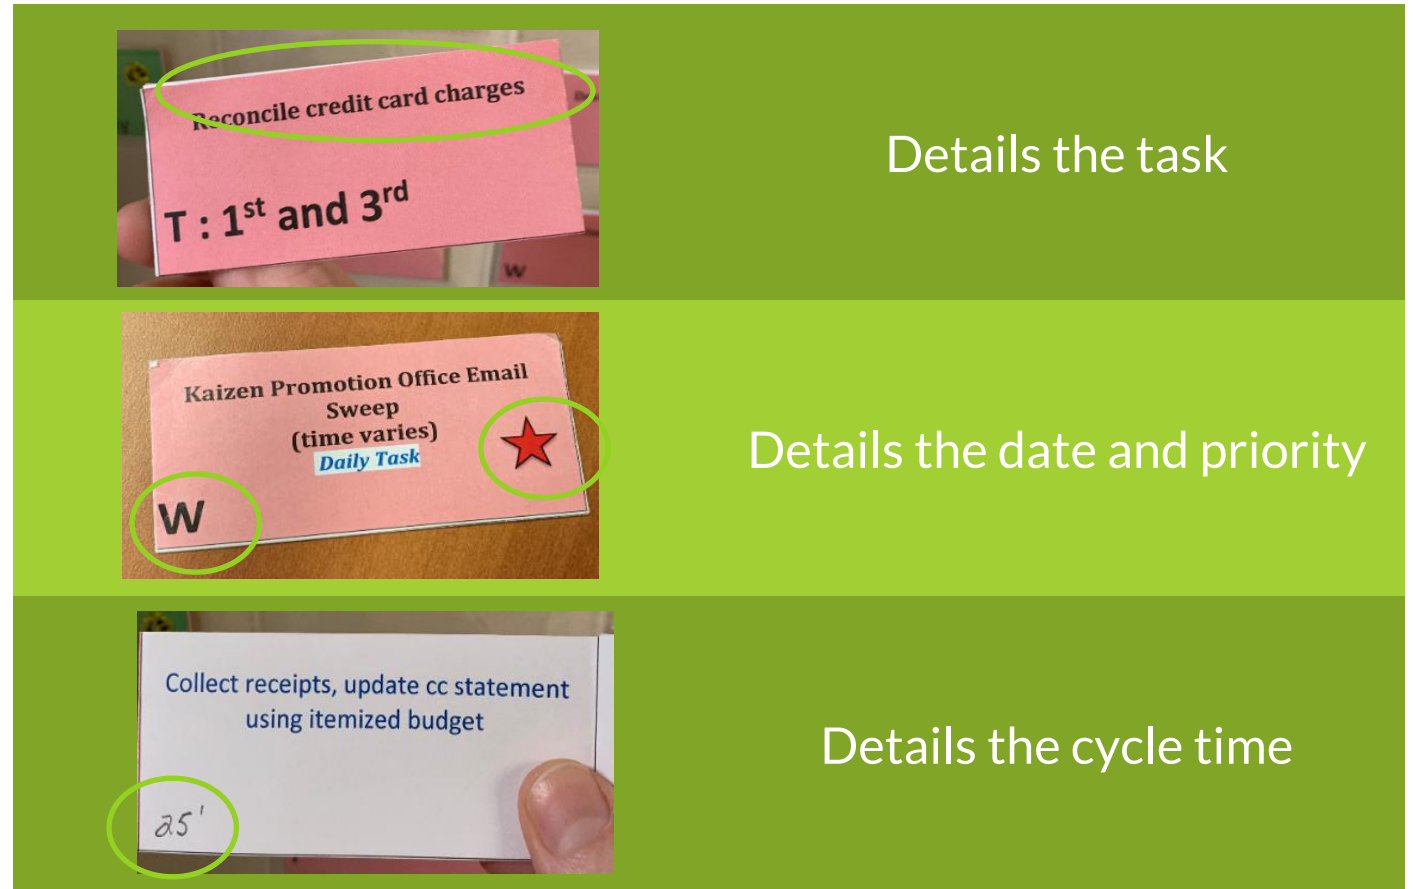 Reconcile credit card charges
T : 1st and 3rd
W
Details the task
Kaizen Promotion Office Email
Sweep
(time varies)
Daily Task
W
Details the date and priority
Collect receipts, update cc statement
using itemized budget
25'
Details the cycle time